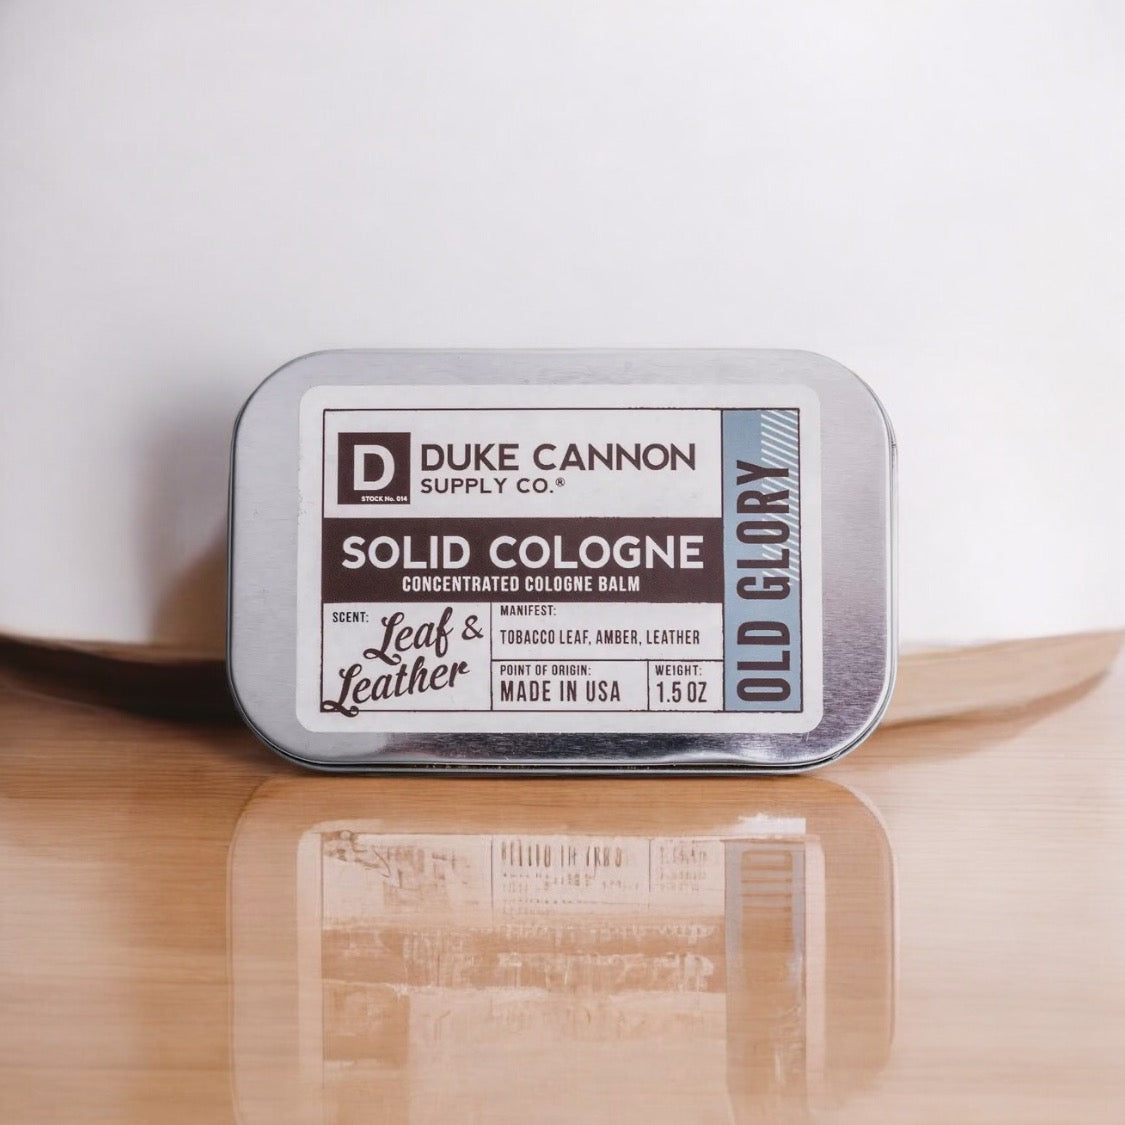 D
STOCK No. 014
DUKE CANNON
SUPPLY CO.®
SOLID COLOGNE
CONCENTRATED COLOGNE BALM
SCENT:
Leaf &
Leather
MANIFEST:
TOBACCO LEAF, AMBER, LEATHER
POINT OF ORIGIN:
MADE IN USA
WEIGHT:
1.5 OZ
OLD GLORY